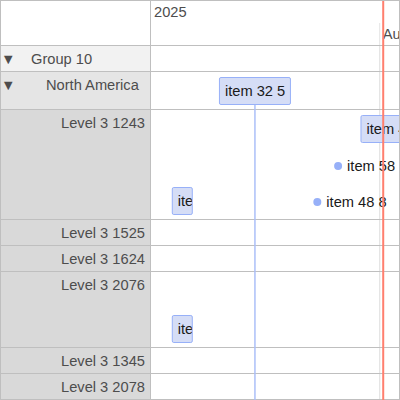 2025
Au
▼ Group 10
▼ North America
item 32 5
Level 3 1243
item
item 58
ite
item 48 8
Level 3 1525
Level 3 1624
Level 3 2076
ite
Level 3 1345
Level 3 2078